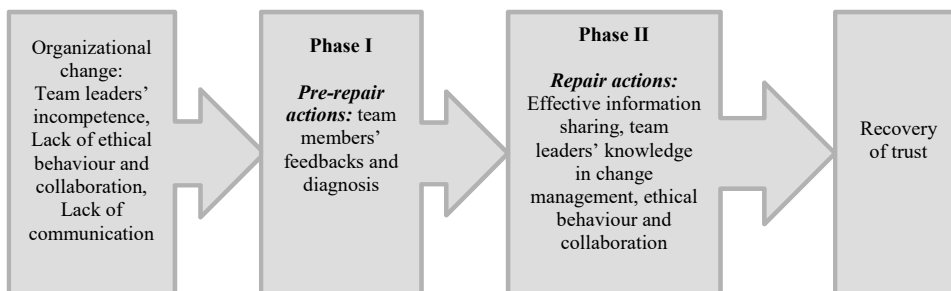 Organizational
change:
Team leaders’
incompetence,
Lack of ethical
behaviour and
collaboration,
Lack of
communication
Phase I
Pre-repair
actions: team
members’
feedbacks and
diagnosis
Phase II
Repair actions:
Effective information
sharing, team
leaders’ knowledge
in change
management, ethical
behaviour and
collaboration
Recovery
of trust